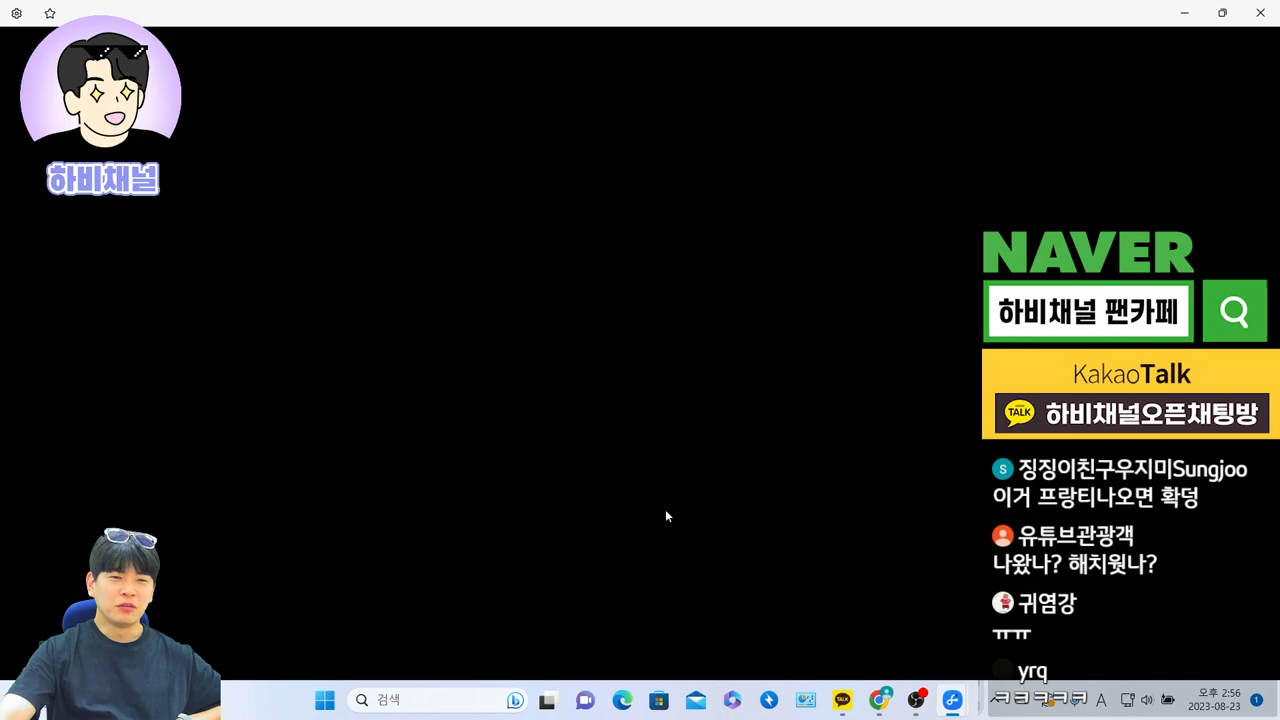 하비채널
NAVER
하비채널 팬카페
KakaoTalk
TALK 하비채널오픈채팅방
S 징징이친구우지미Sungjoo
이거 프랑티나오면 확덩
유튜브관광객
나왔나? 해치웟나?
귀염강
ㅠㅠ
yrq
ㅋㅋㅋㅋㅋ
검색
TALK
A
오후 2:56
2023-08-23
1